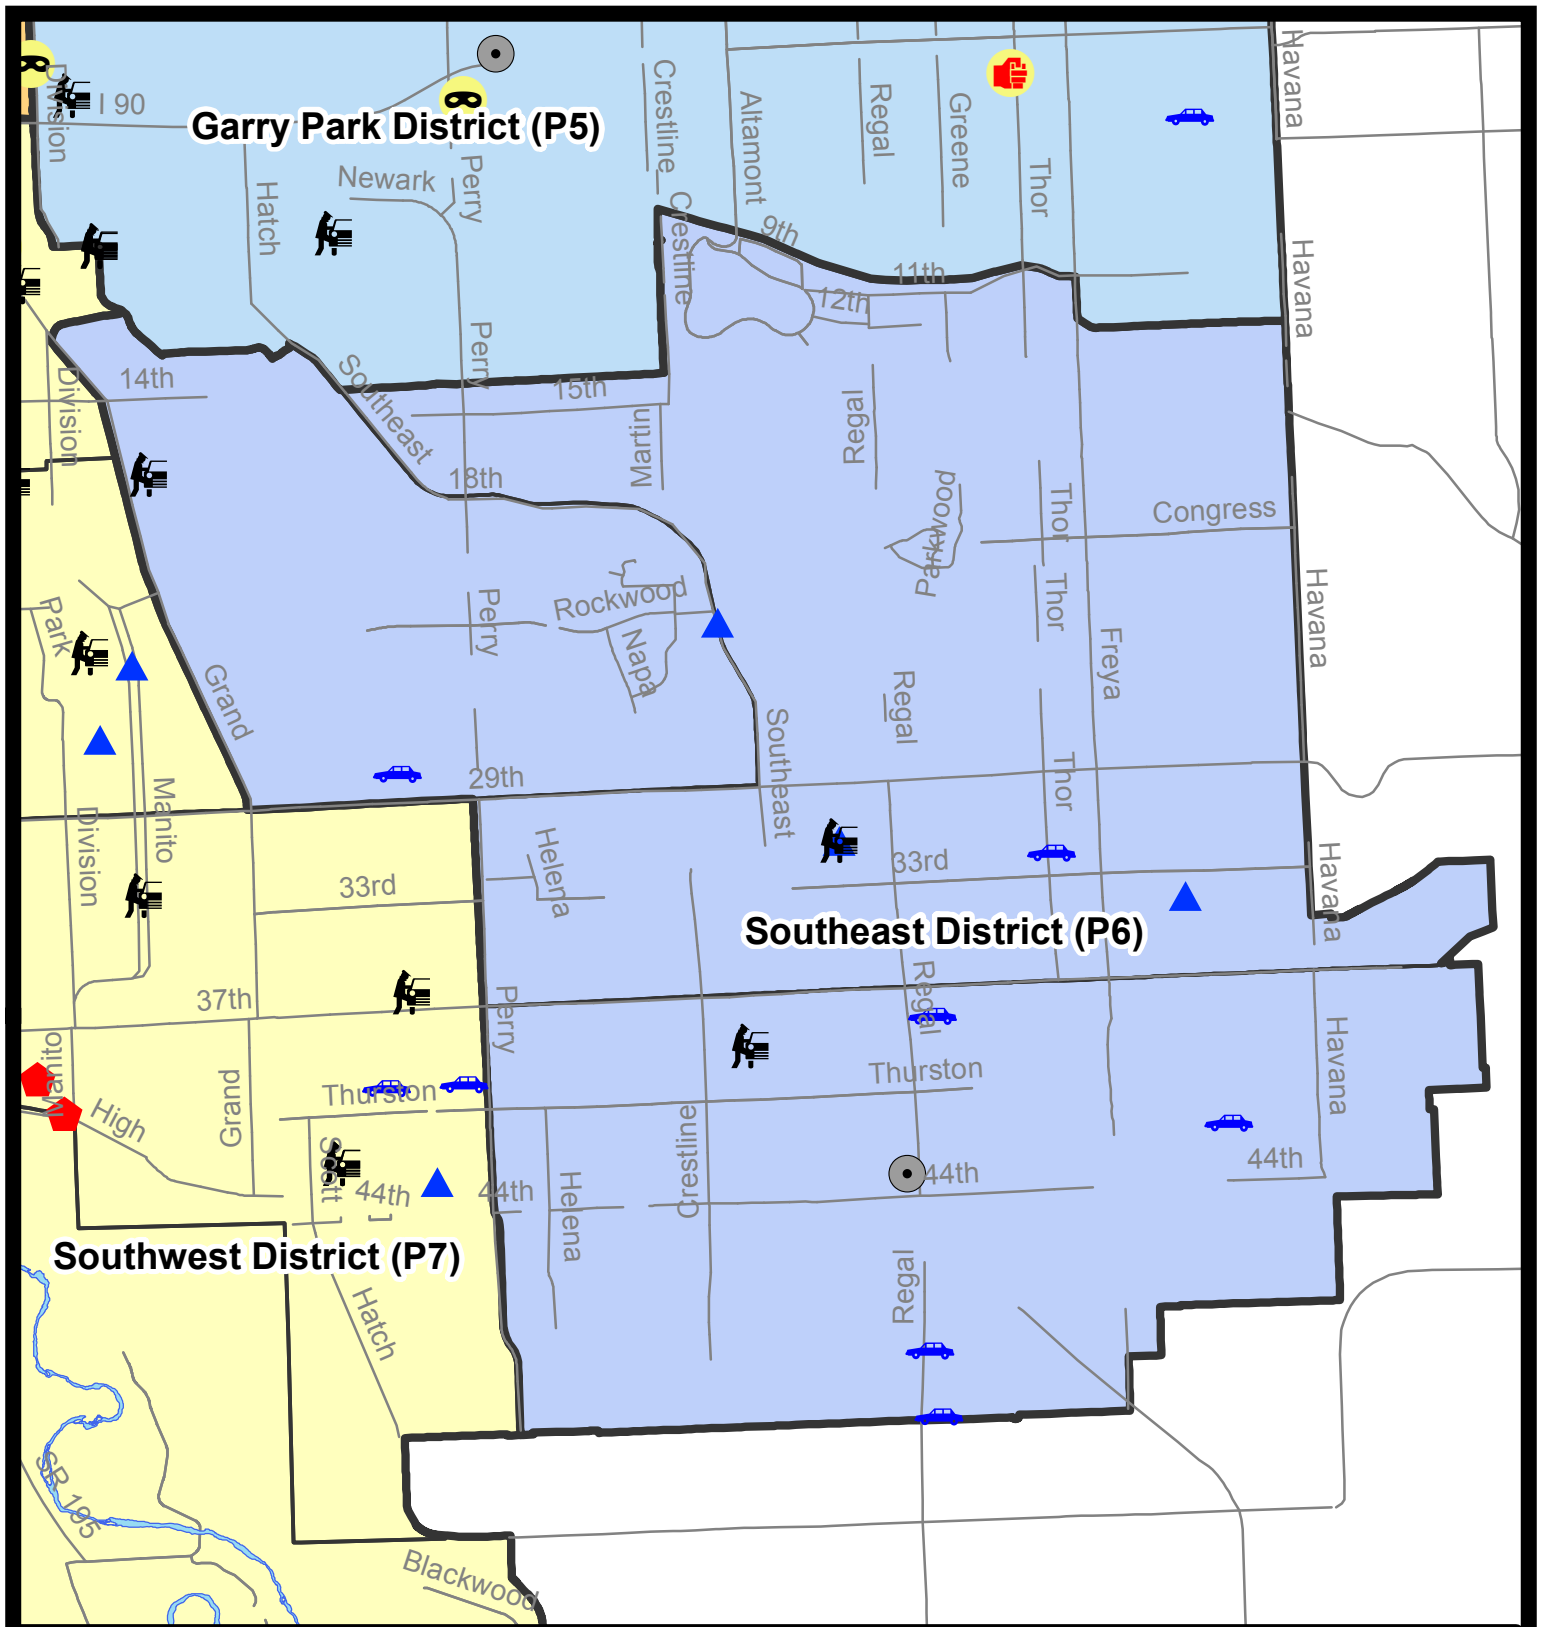 Havana
Division
I 90
Crestline
Altamont
Regal
Greene
Garry Park District (P5)
Perry
Newark
Thor
Hatch
Crestline
9th
Havana
11th
12th
Perry
Southeast
14th
Division
15th
Martin
Regal
18th
Parkwood
Thor
Congress
Havana
Thor
Rockwood
Perry
Park
Napa
Freya
Grand
Regal
Southeast
29th
Thor
Manito
Division
Helena
33rd
Havana
33rd
Southeast District (P6)
Regal
37th
Perry
Havana
Manito
Thurston
Thurston
Grand
High
Crestline
Scott
44th
44th
Helena
44th
44th
Southwest District (P7)
Regal
Hatch
SR 195
Blackwood